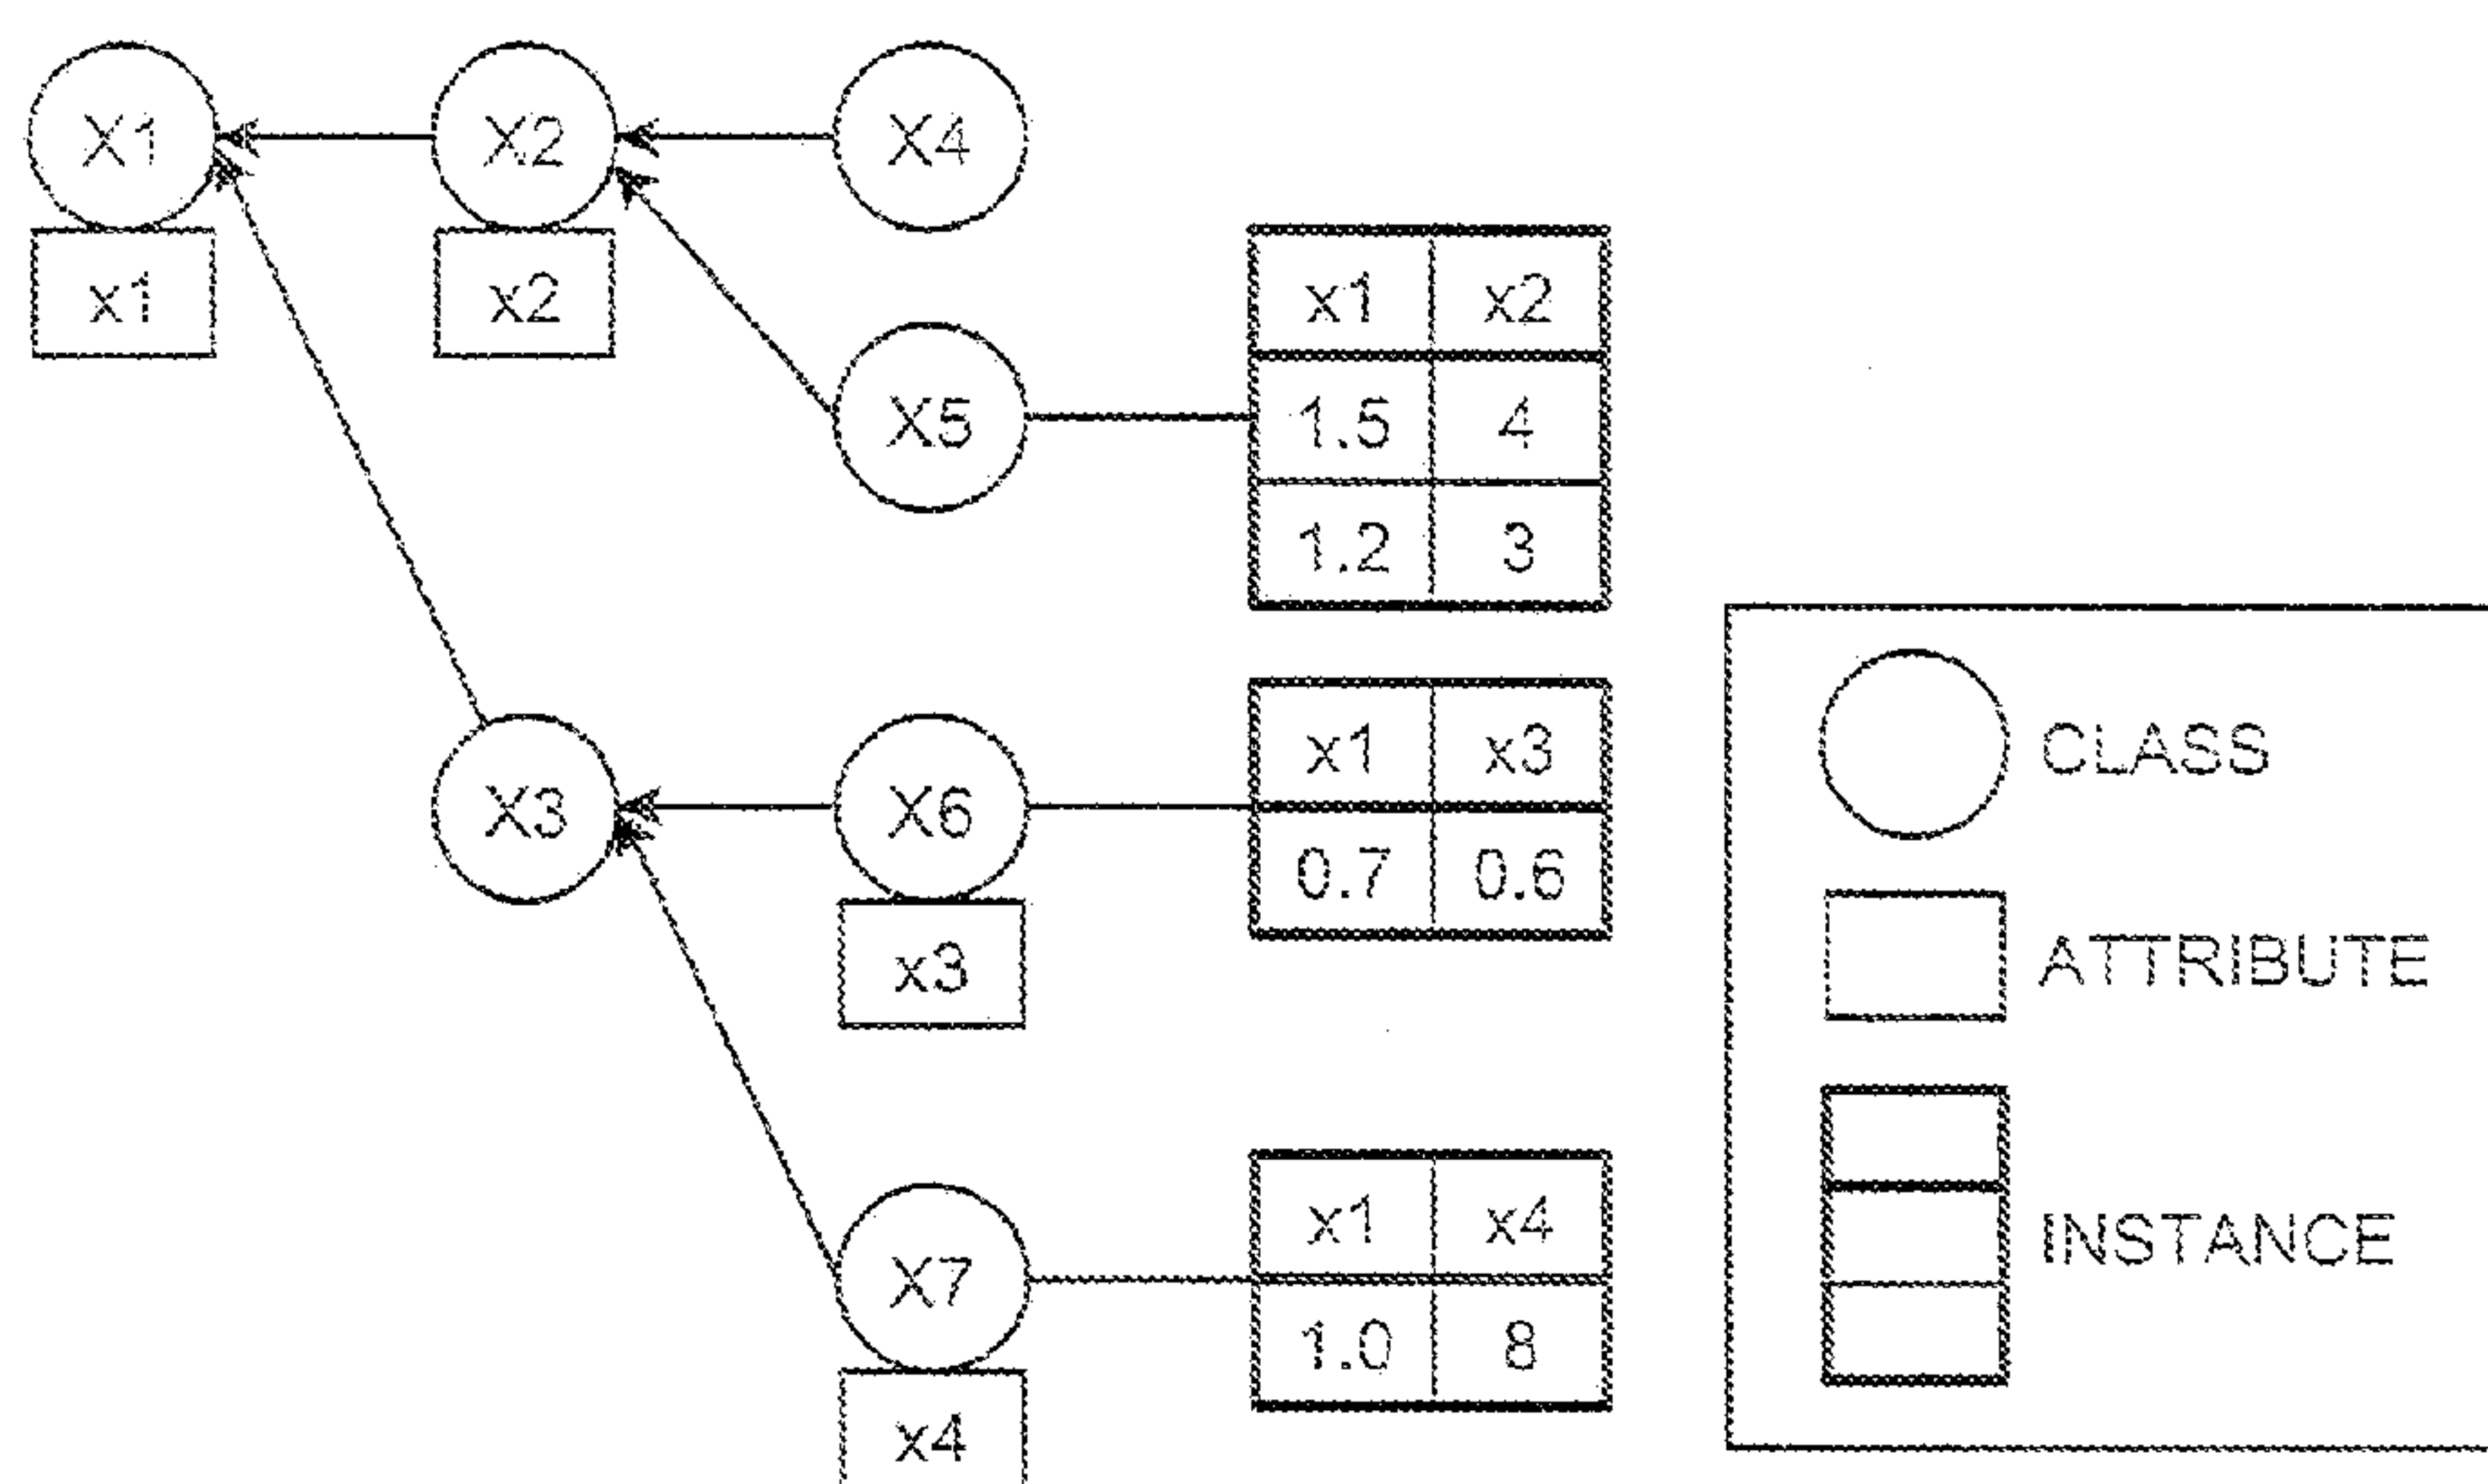 X1 X2 X4
x1 x2
X5
x1 x2
1.5 4
1.2 3
X3 X6
x3
x1 x3
0.7 0.6
X7
x4
x1 x4
1.0 8
CLASS
ATTRIBUTE
INSTANCE